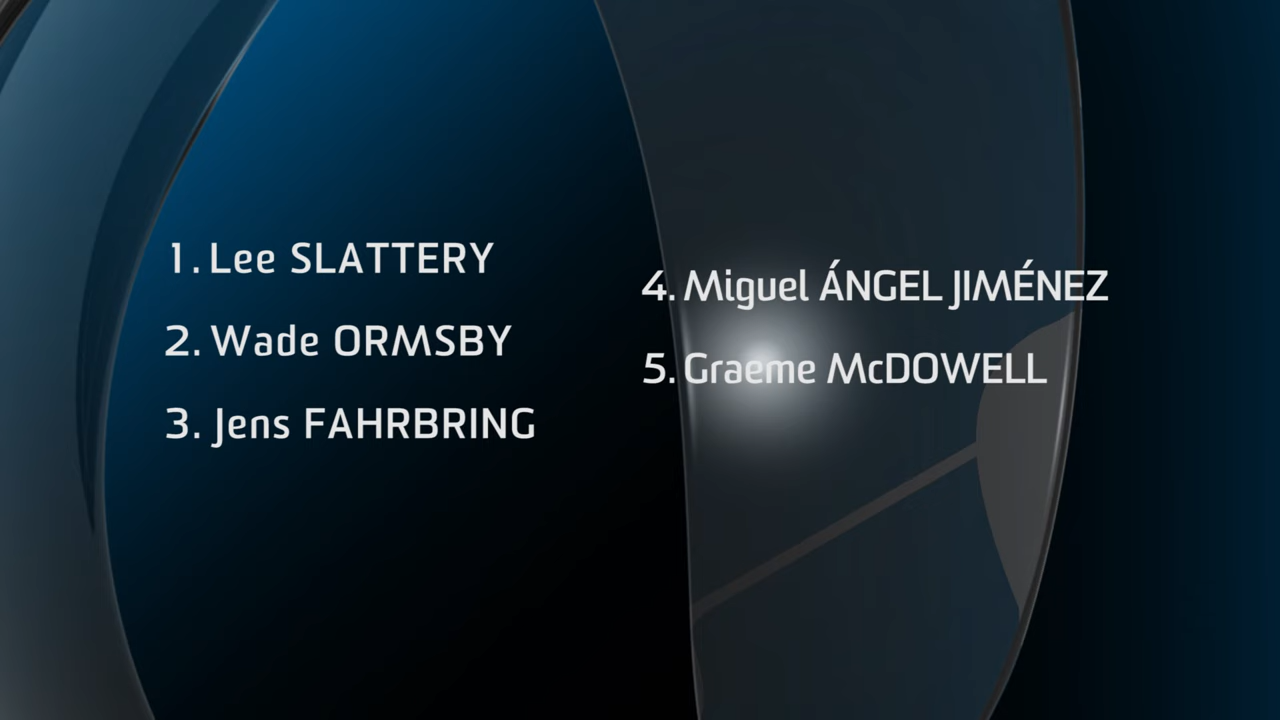 1. Lee SLATTERY
2. Wade ORMSBY
3. Jens FAHRBRING
4. Miguel ÁNGEL JIMÉNEZ
5. Graeme McDOWELL